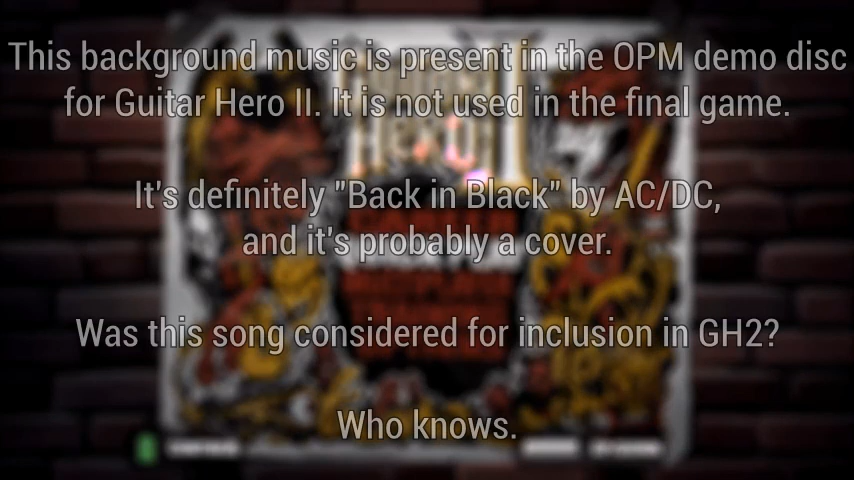 This background music is present in the OPM demo disc
for Guitar Hero II. It is not used in the final game.
It's definitely "Back in Black" by AC/DC,
and it's probably a cover.
Was this song considered for inclusion in GH2?
Who knows.